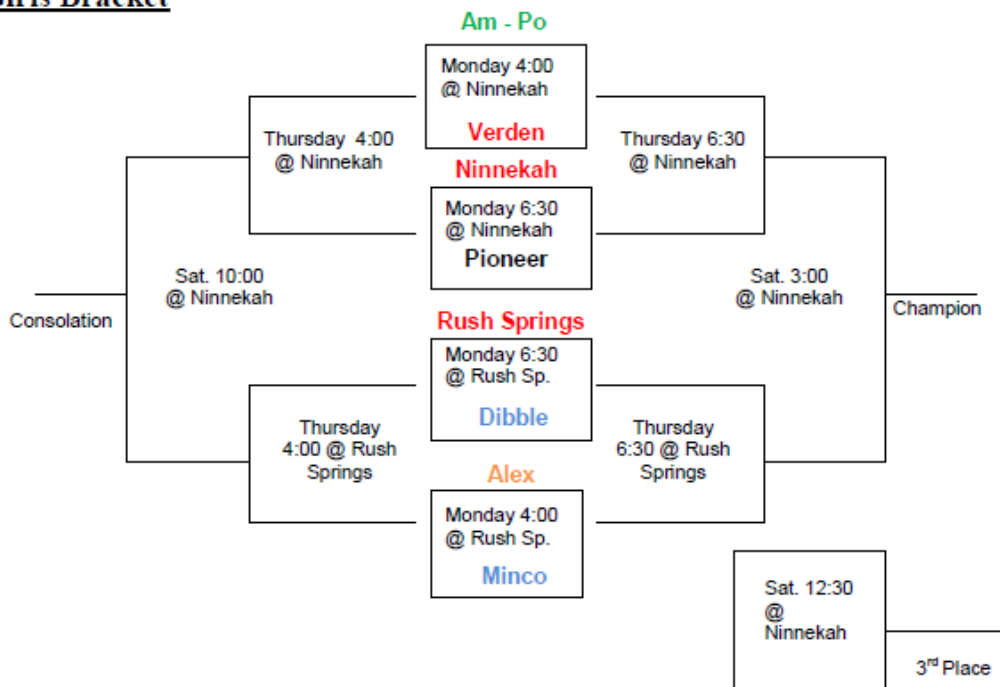 Bracket
Am - Po
Monday 4:00
@ Ninnekah
Verden
Thursday 4:00
@ Ninnekah
Thursday 6:30
@ Ninnekah
Ninnekah
Monday 6:30
@ Ninnekah
Pioneer
Sat. 10:00
@ Ninnekah
Sat. 3:00
@ Ninnekah
Consolation
Champion
Rush Springs
Monday 6:30
@ Rush Sp.
Dibble
Thursday
4:00 @ Rush
Springs
Thursday
6:30 @ Rush
Springs
Alex
Monday 4:00
@ Rush Sp.
Minco
Sat. 12:30
@
Ninnekah
3rd Place